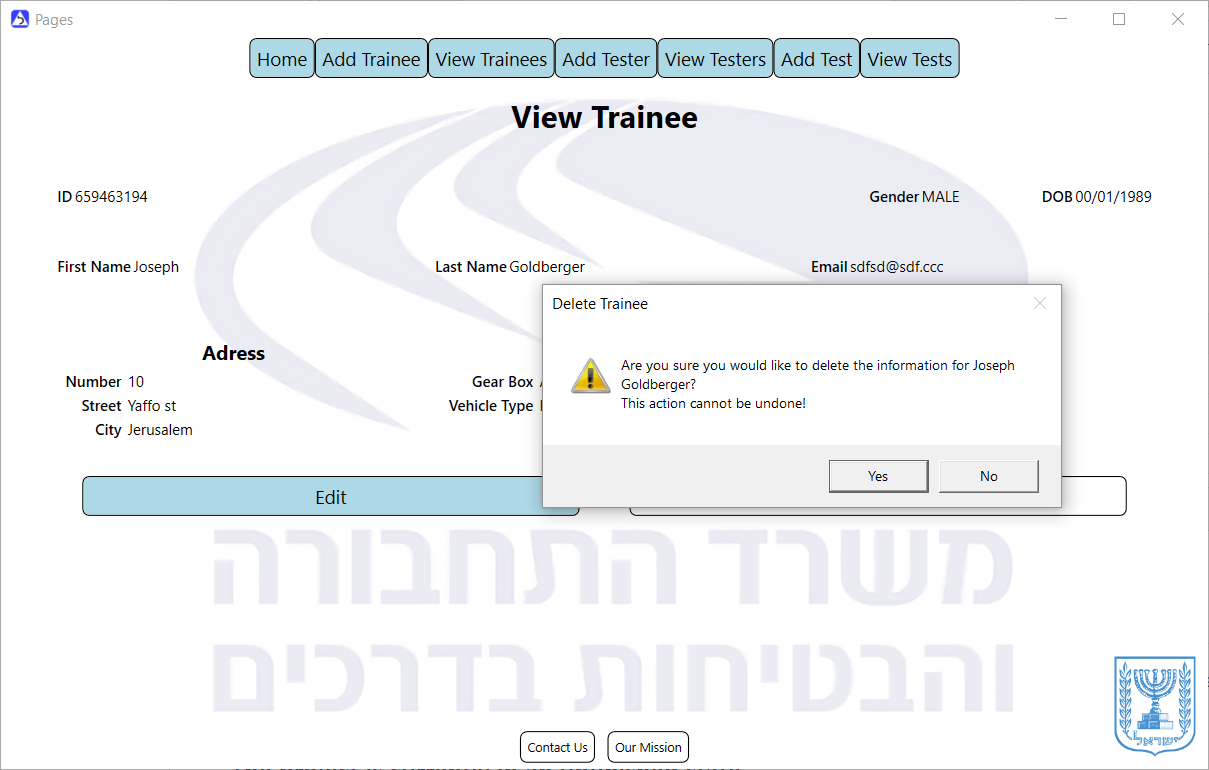 Pages
Home Add Trainee View Trainees Add Tester View Testers Add Test View Tests
View Trainee
ID 659463194 Gender MALE DOB 00/01/1989
First Name Joseph Last Name Goldberger Email sdfsd@sdf.ccc
Delete Trainee
Are you sure you would like to delete the information for Joseph
Goldberger?
This action cannot be undone!
Yes No
Adress
Number 10 Gear Box
Street Yaffo st Vehicle Type
City Jerusalem
Edit
משרד התחבורה
והבטיחות בדרכים
ישראל
Contact Us Our Mission